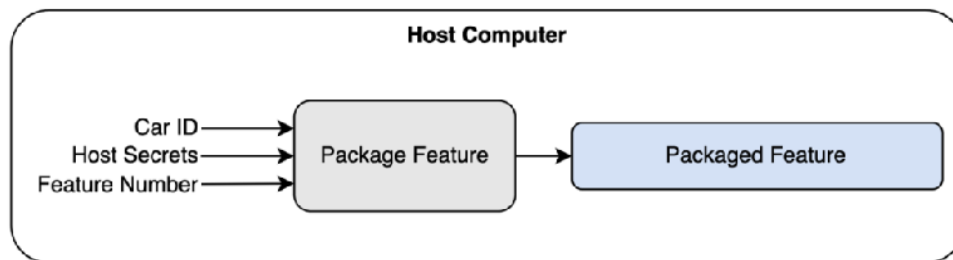 Host Computer
Car ID
Host Secrets
Feature Number
Package Feature
Packaged Feature